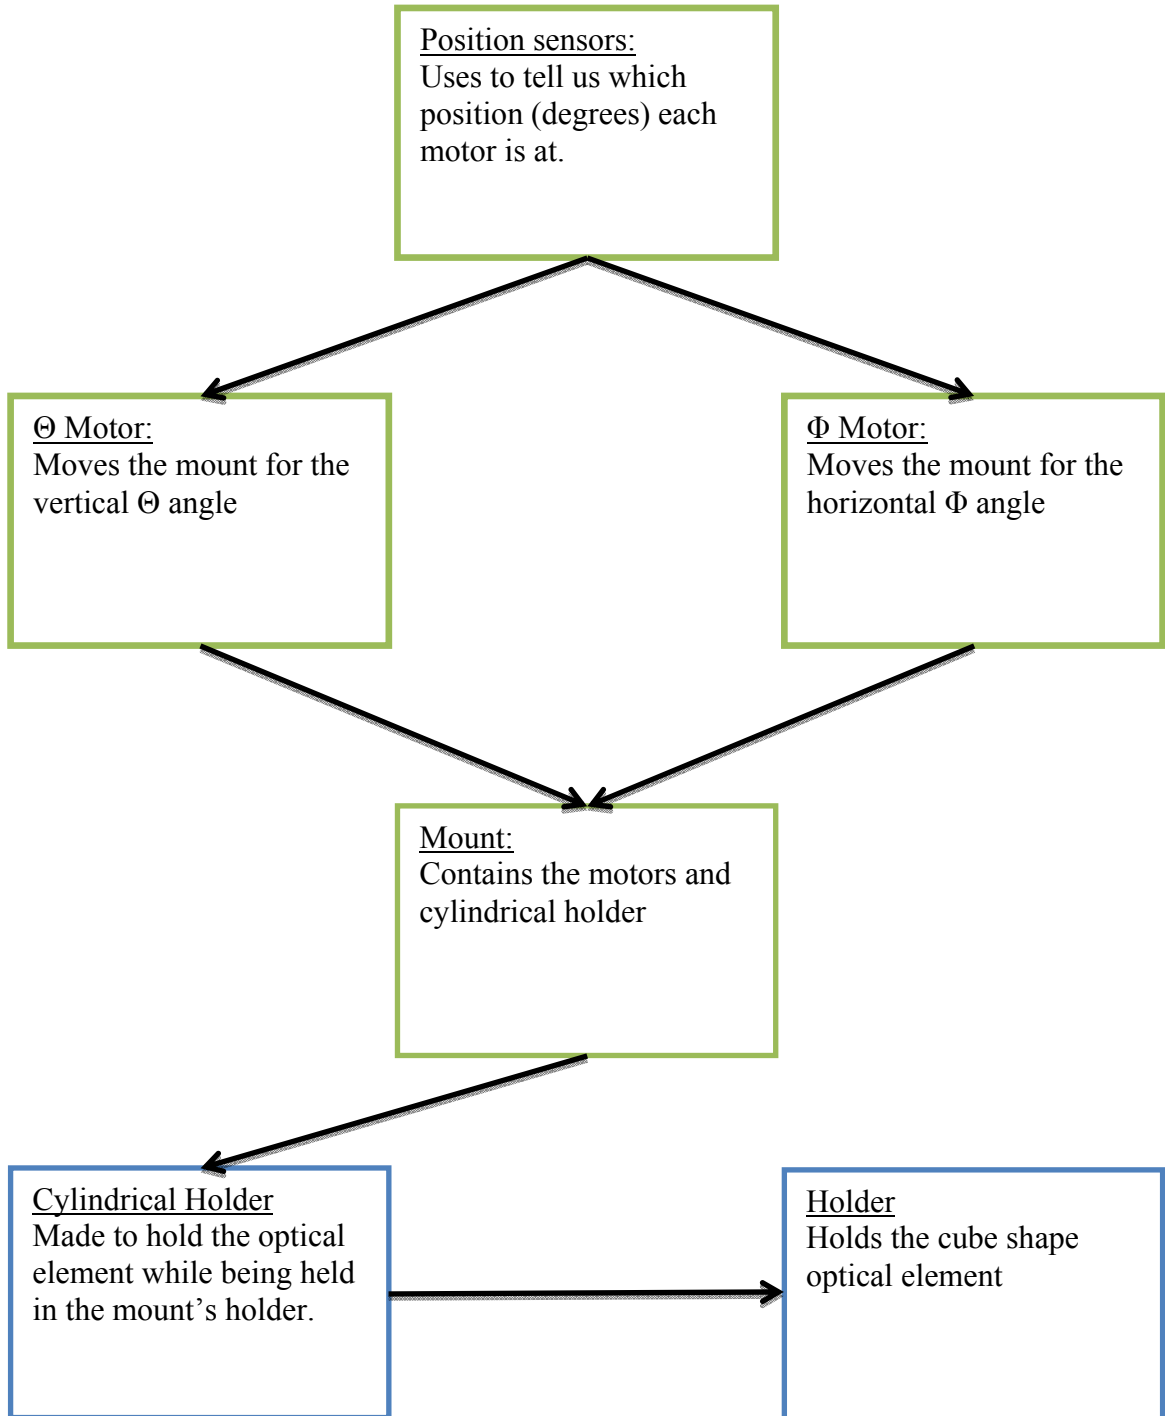 Position sensors:
Uses to tell us which
position (degrees) each
motor is at.
Θ Motor:
Moves the mount for the
vertical Θ angle
Φ Motor:
Moves the mount for the
horizontal Φ angle
Mount:
Contains the motors and
cylindrical holder
Cylindrical Holder
Made to hold the optical
element while being held
in the mount’s holder.
Holder
Holds the cube shape
optical element